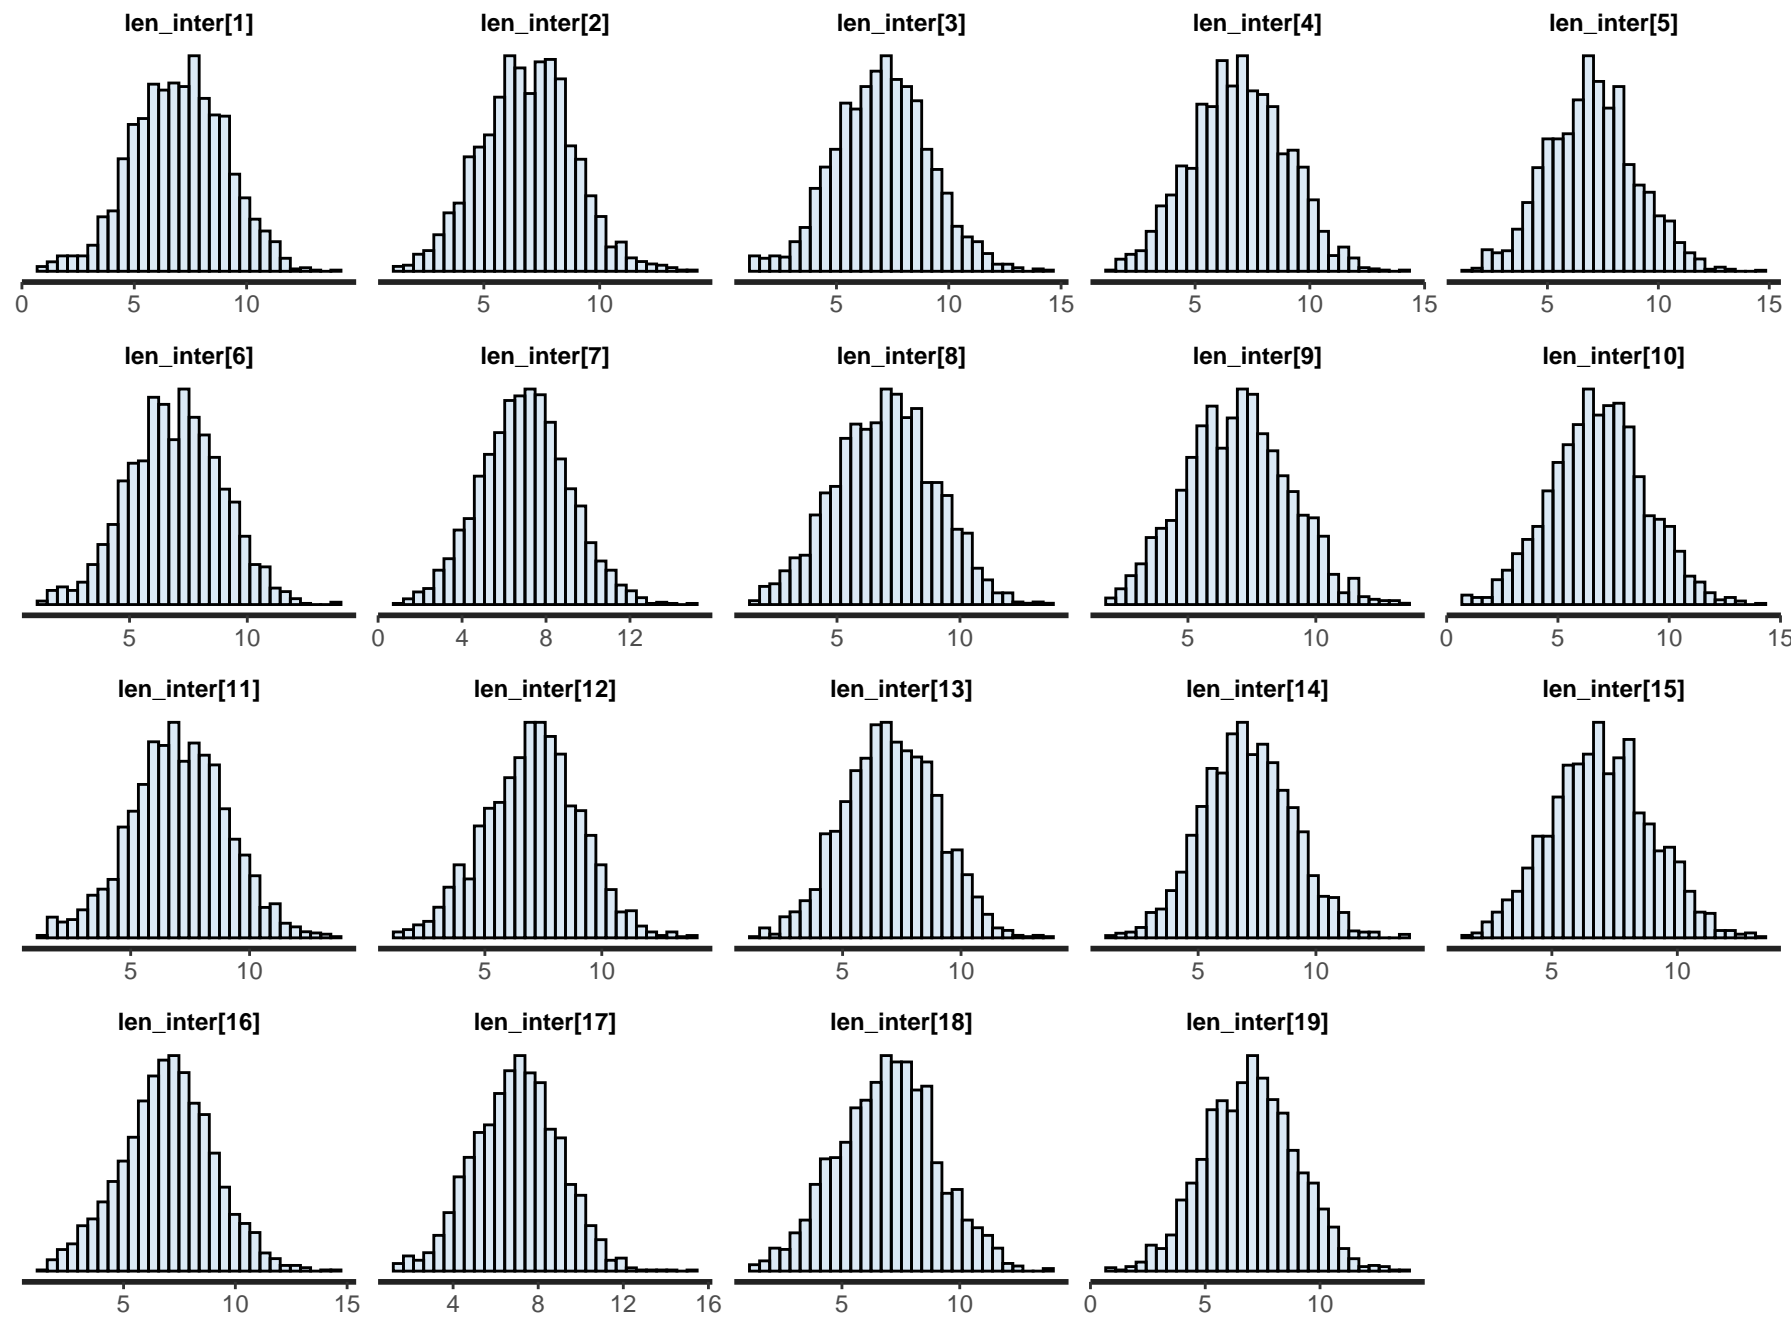 len_inter[1] len_inter[2] len_inter[3] len_inter[4] len_inter[5]
0 5 10 5 10 5 10 15 5 10 15 5 10 15
len_inter[6] len_inter[7] len_inter[8] len_inter[9] len_inter[10]
5 10 0 4 8 12 5 10 5 10 0 5 10 15
len_inter[11] len_inter[12] len_inter[13] len_inter[14] len_inter[15]
5 10 5 10 5 10 5 10 5 10
len_inter[16] len_inter[17] len_inter[18] len_inter[19]
5 10 15 4 8 12 16 5 10 0 5 10